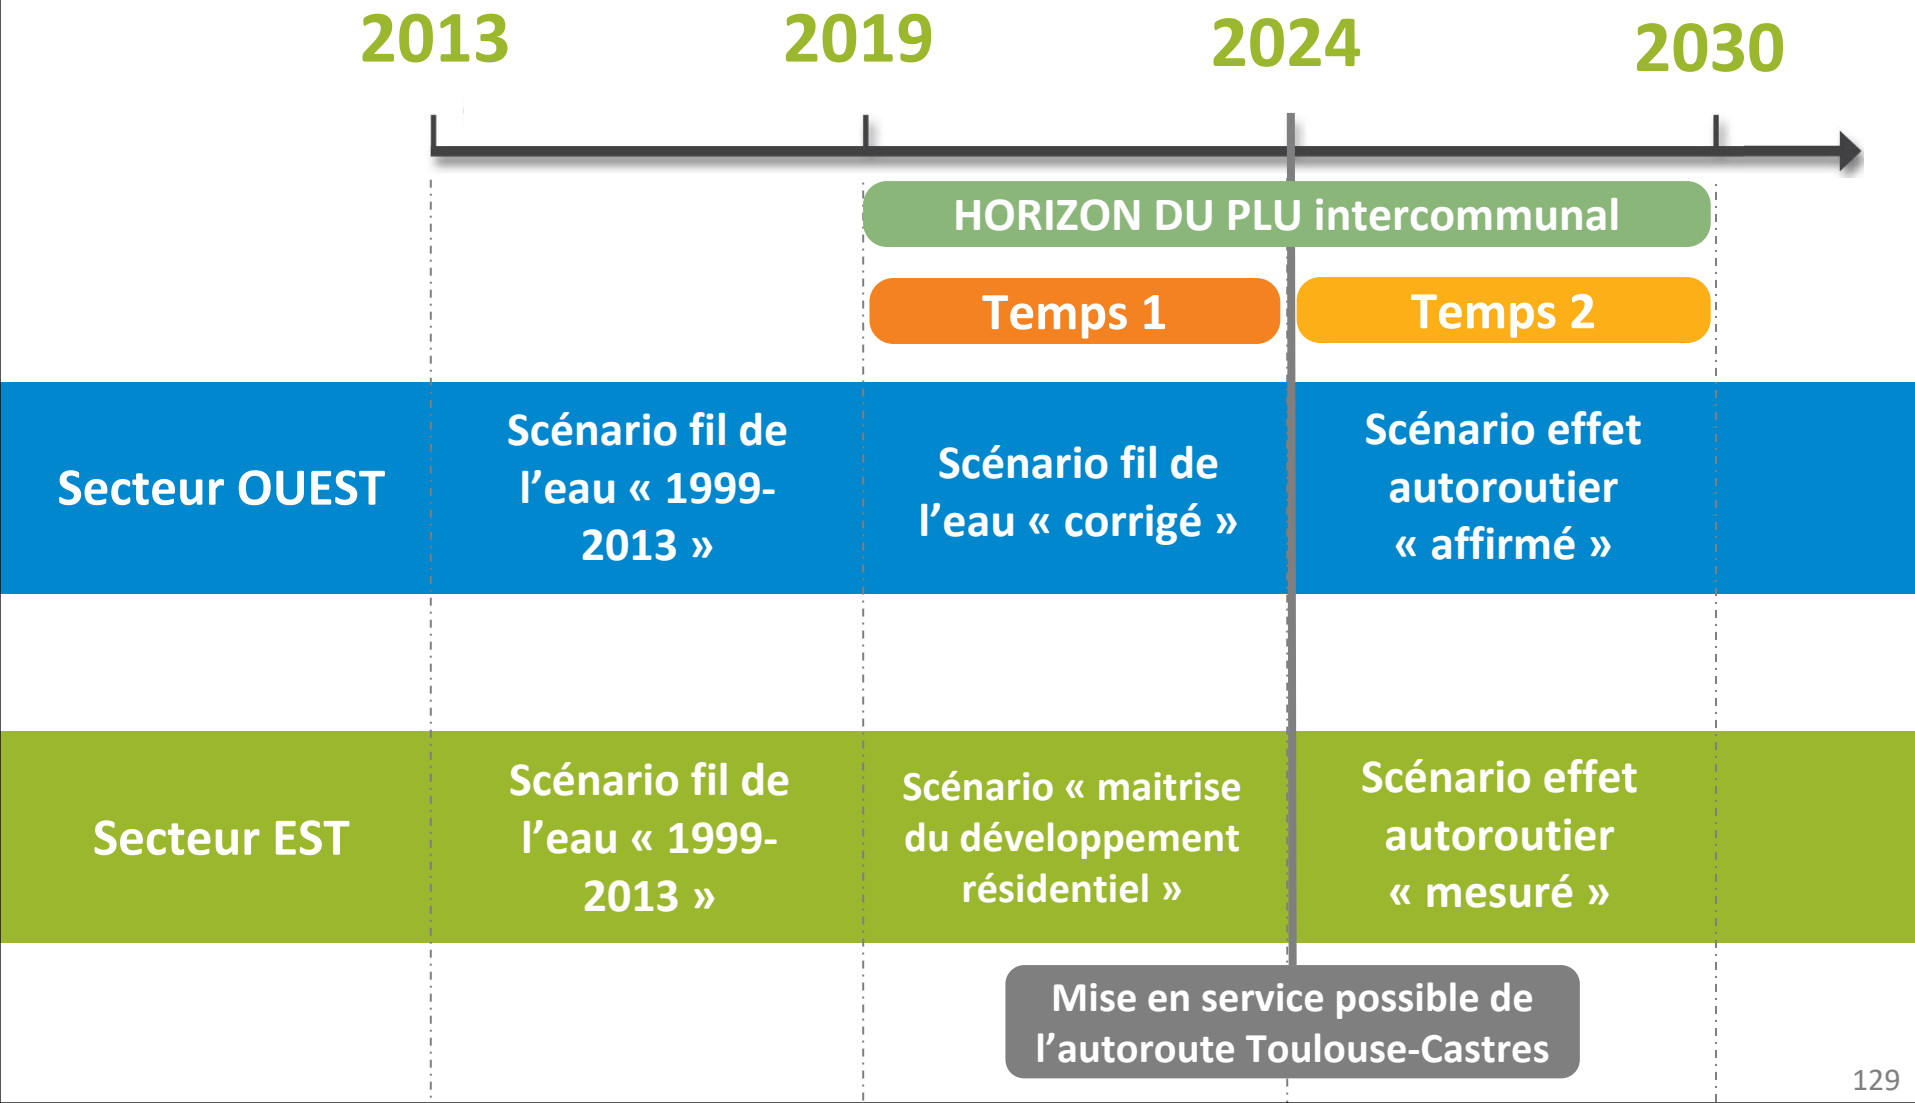 2013
2019
2024
2030
HORIZON DU PLU intercommunal
Temps 1
Temps 2
Secteur OUEST
Scénario fil de
l’eau « 1999-
2013 »
Scénario fil de
l’eau « corrigé »
Scénario effet
autoroutier
« affirmé »
Secteur EST
Scénario fil de
l’eau « 1999-
2013 »
Scénario « maitrise
du développement
résidentiel »
Scénario effet
autoroutier
« mesuré »
Mise en service possible de
l’autoroute Toulouse-Castres
129